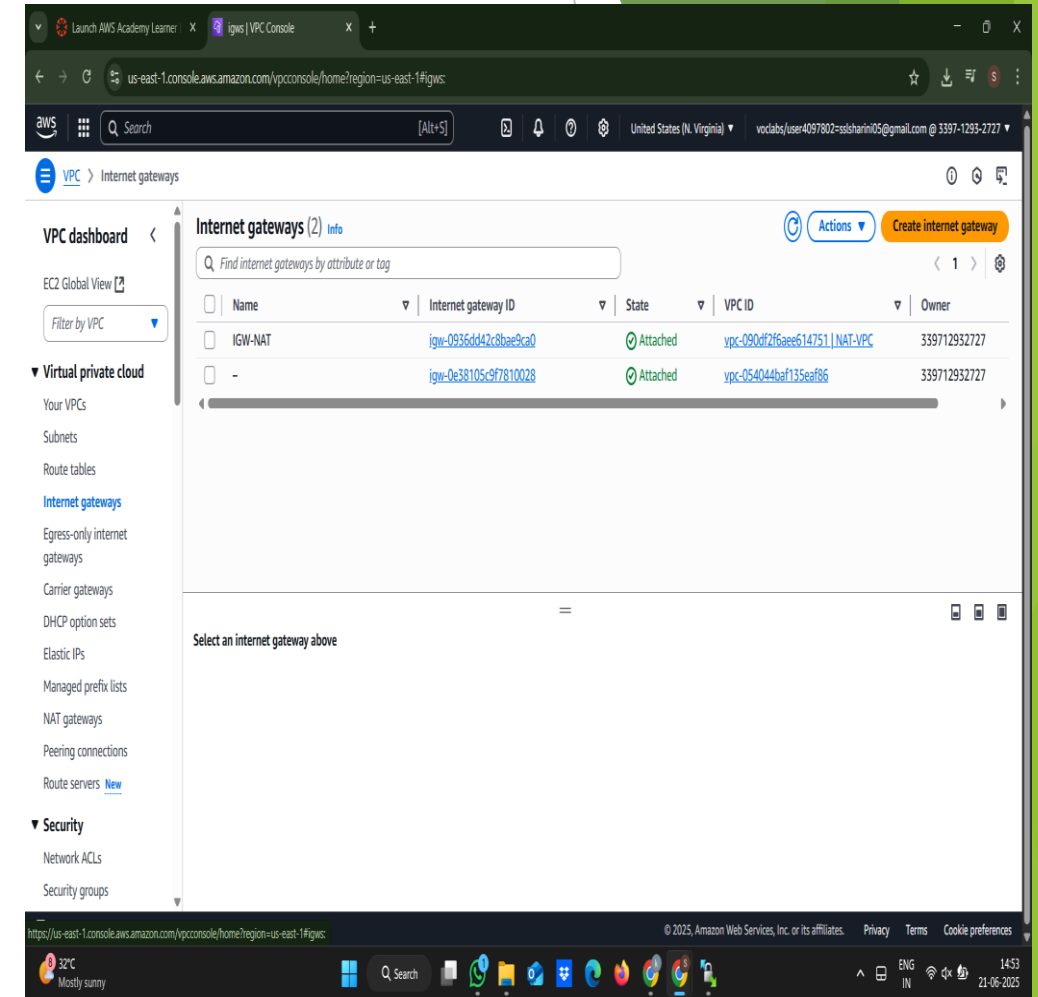 Launch AWS Academy Learner
igws | VPC Console
us-east-1.console.aws.amazon.com/vpcconsole/home?region=us-east-1#igws:
S
aws
Search
[Alt+S]
United States (N. Virginia)
voclabs/user4097802=sslsharini05@gmail.com @ 3397-1293-2727
VPC > Internet gateways
VPC dashboard
EC2 Global View
Filter by VPC
Virtual private cloud
Your VPCs
Subnets
Route tables
Internet gateways
Egress-only internet
gateways
Carrier gateways
DHCP option sets
Elastic IPs
Managed prefix lists
NAT gateways
Peering connections
Route servers New
Security
Network ACLs
Security groups
Internet gateways (2) Info
Actions
Create internet gateway
Find internet gateways by attribute or tag
1
Name Internet gateway ID State VPC ID Owner
IGW-NAT igw-0936dd42c8bae9ca0 Attached vpc-090df2f6aee614751 | NAT-VPC 339712932727
– igw-0e38105c9f7810028 Attached vpc-054044baf135eaf86 339712932727
Select an internet gateway above
https://us-east-1.console.aws.amazon.com/vpcconsole/home?region=us-east-1#igws:
© 2025, Amazon Web Services, Inc. or its affiliates. Privacy Terms Cookie preferences
8
32°C
Mostly sunny
Search
ENG
IN
14:53
21-06-2025